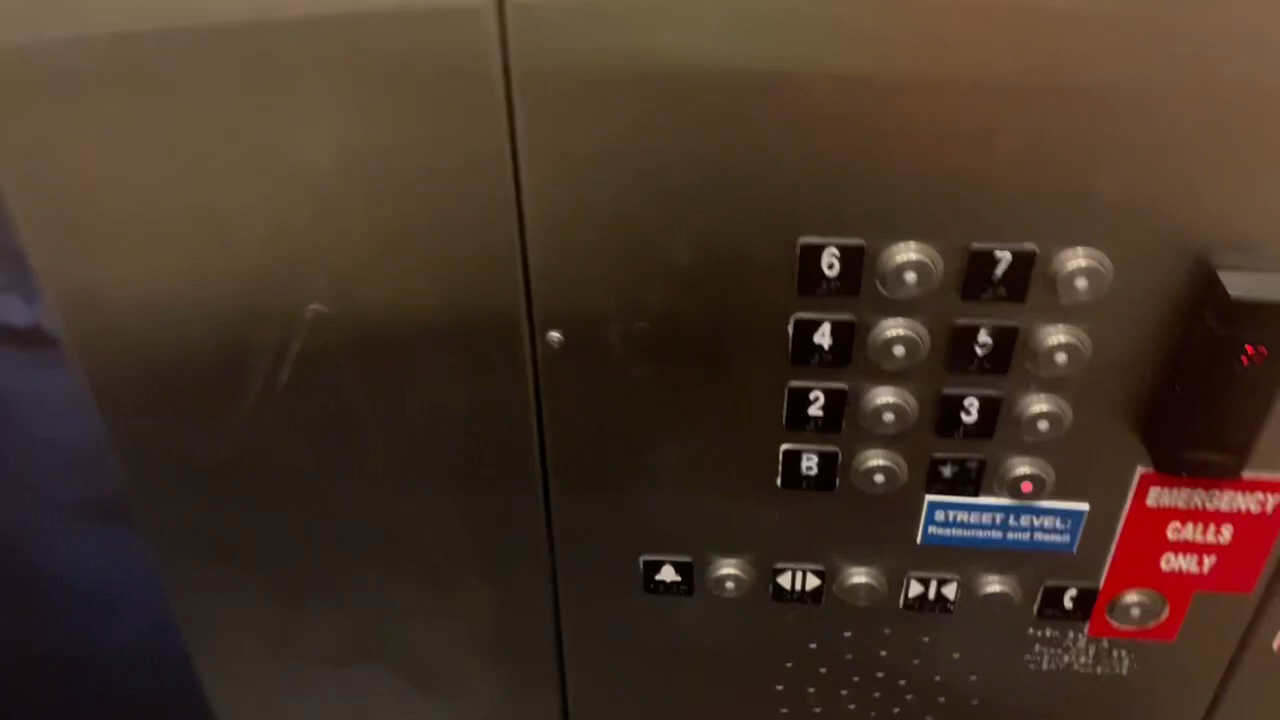 6 7
4 5
2 3
B ★
STREET LEVEL:
Restaurants and Retail
EMERGENCY
CALLS
ONLY